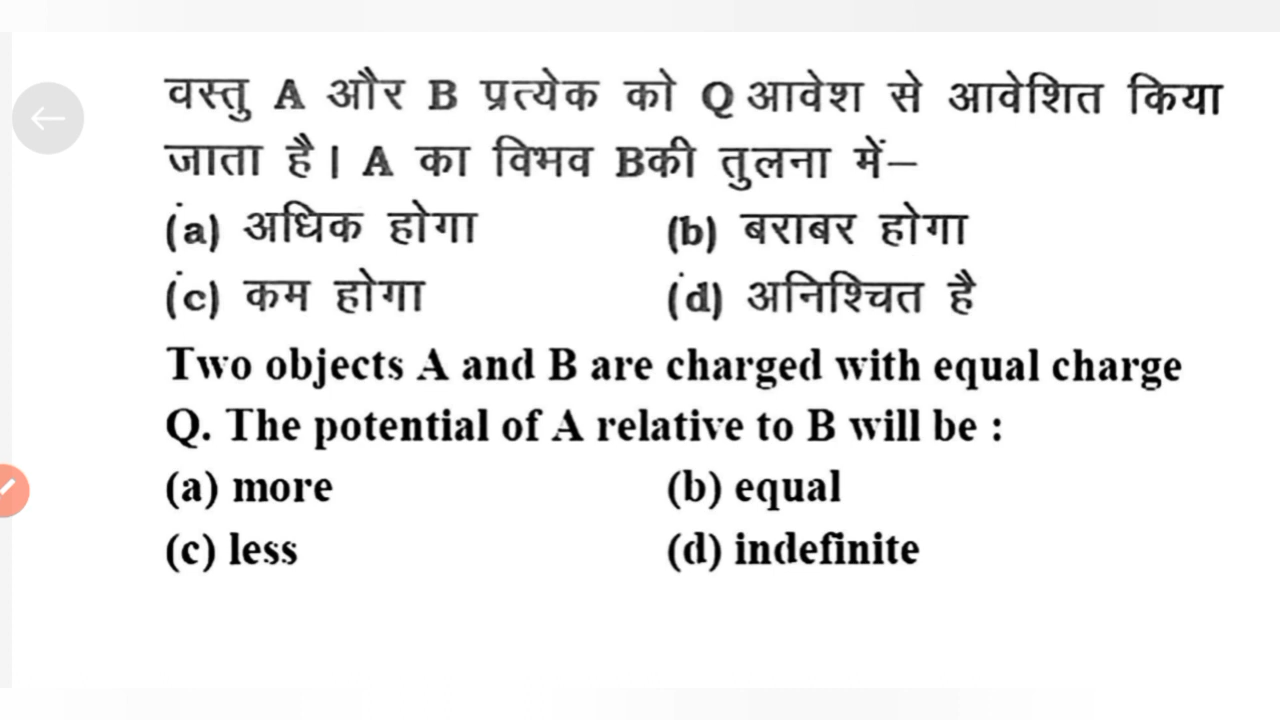 वस्तु A और B प्रत्येक को Q आवेश से आवेशित किया
जाता है। A का विभव Bकी तुलना में–
(a) अधिक होगा (b) बराबर होगा
(c) कम होगा (d) अनिश्चित है
Two objects A and B are charged with equal charge
Q. The potential of A relative to B will be :
(a) more (b) equal
(c) less (d) indefinite